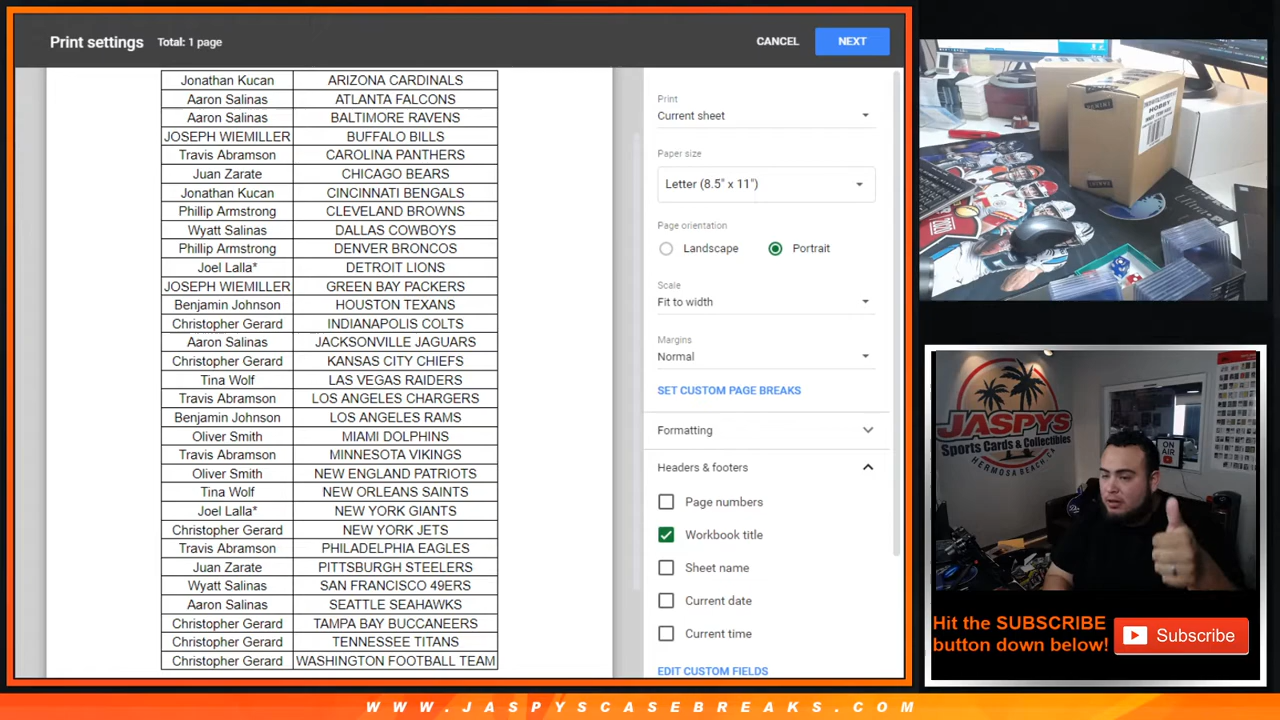 Print settings Total: 1 page CANCEL NEXT
Jonathan Kucan ARIZONA CARDINALS
Aaron Salinas ATLANTA FALCONS
Aaron Salinas BALTIMORE RAVENS
JOSEPH WIEMILLER BUFFALO BILLS
Travis Abramson CAROLINA PANTHERS
Juan Zarate CHICAGO BEARS
Jonathan Kucan CINCINNATI BENGALS
Phillip Armstrong CLEVELAND BROWNS
Wyatt Salinas DALLAS COWBOYS
Phillip Armstrong DENVER BRONCOS
Joel Lalla* DETROIT LIONS
JOSEPH WIEMILLER GREEN BAY PACKERS
Benjamin Johnson HOUSTON TEXANS
Christopher Gerard INDIANAPOLIS COLTS
Aaron Salinas JACKSONVILLE JAGUARS
Christopher Gerard KANSAS CITY CHIEFS
Tina Wolf LAS VEGAS RAIDERS
Travis Abramson LOS ANGELES CHARGERS
Benjamin Johnson LOS ANGELES RAMS
Oliver Smith MIAMI DOLPHINS
Travis Abramson MINNESOTA VIKINGS
Oliver Smith NEW ENGLAND PATRIOTS
Tina Wolf NEW ORLEANS SAINTS
Joel Lalla* NEW YORK GIANTS
Christopher Gerard NEW YORK JETS
Travis Abramson PHILADELPHIA EAGLES
Juan Zarate PITTSBURGH STEELERS
Wyatt Salinas SAN FRANCISCO 49ERS
Aaron Salinas SEATTLE SEAHAWKS
Christopher Gerard TAMPA BAY BUCCANEERS
Christopher Gerard TENNESSEE TITANS
Christopher Gerard WASHINGTON FOOTBALL TEAM
Print
Current sheet
Paper size
Letter (8.5" x 11")
Page orientation
Landscape Portrait
Scale
Fit to width
Margins
Normal
SET CUSTOM PAGE BREAKS
Formatting
Headers & footers
Page numbers
Workbook title
Sheet name
Current date
Current time
EDIT CUSTOM FIELDS
PANINI
HOBBY
PANINI
JASPYS
Sports Cards & Collectibles
HERMOSA BEACH, CA
ON AIR
Hit the SUBSCRIBE
button down below!
Subscribe
WWW.JASPYSCASEBREAKS.COM